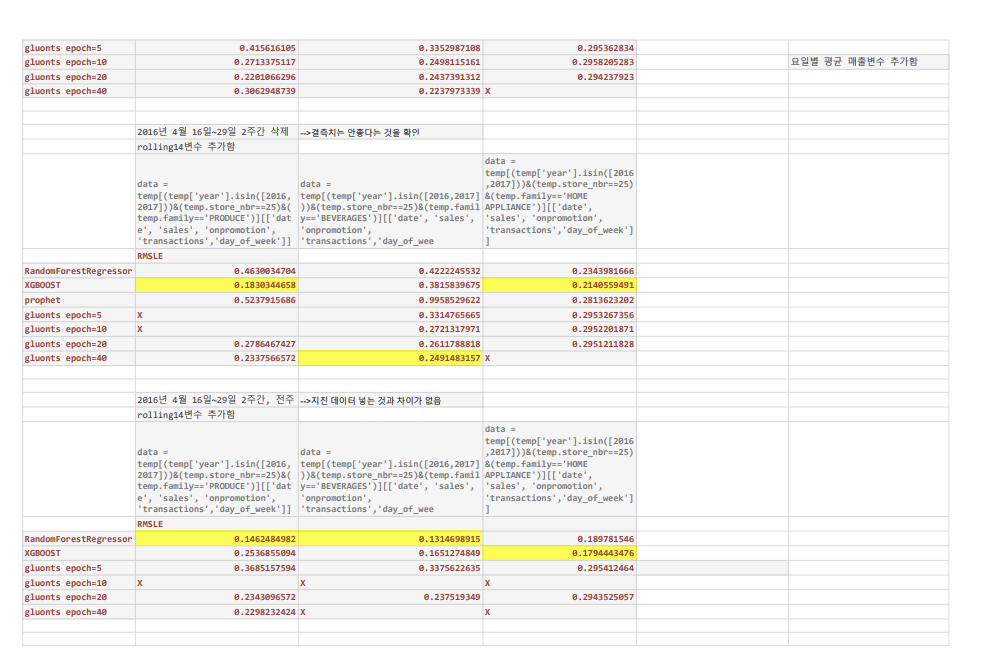 gluonts epoch=5 0.415616105 0.3352987108 0.295362834
gluonts epoch=10 0.2713375117 0.2498115161 0.2958205283 요일별 평균 매출변수 추가함
gluonts epoch=20 0.2201066296 0.2437391312 0.294237923
gluonts epoch=40 0.3062948739 0.2237973339 X
2016년 4월 16일~29일 2주간 삭제 -->결측치는 안좋다는 것을 확인
rolling14변수 추가함
data =
temp[(temp['year'].isin([2016,
2017]))&(temp.store_nbr==25)&(
temp.family=='PRODUCE')][['dat
e', 'sales', 'onpromotion',
'transactions','day_of_week']]
data =
temp[(temp['year'].isin([2016,2017]
))&(temp.store_nbr==25)&(temp.famil
y=='BEVERAGES')][['date', 'sales',
'onpromotion',
'transactions','day_of_wee
data =
temp[(temp['year'].isin([2016
,2017]))&(temp.store_nbr==25)
&(temp.family=='HOME
APPLIANCE')][['date',
'sales', 'onpromotion',
'transactions','day_of_week']
]
RMSLE
RandomForestRegressor 0.4630034704 0.4222245532 0.2343981666
XGBOOST 0.1830344658 0.3815839675 0.2140559491
prophet 0.5237915686 0.9958529622 0.2813623202
gluonts epoch=5 X 0.3314765665 0.2953267356
gluonts epoch=10 X 0.2721317971 0.2952201871
gluonts epoch=20 0.2786467427 0.2611788818 0.2951211828
gluonts epoch=40 0.2337566572 0.2491483157 X
2016년 4월 16일~29일 2주간, 전주 -->지진 데이터 넣는 것과 차이가 없음
rolling14변수 추가함
data =
temp[(temp['year'].isin([2016,
2017]))&(temp.store_nbr==25)&(
temp.family=='PRODUCE')][['dat
e', 'sales', 'onpromotion',
'transactions','day_of_week']]
data =
temp[(temp['year'].isin([2016,2017]
))&(temp.store_nbr==25)&(temp.famil
y=='BEVERAGES')][['date', 'sales',
'onpromotion',
'transactions','day_of_wee
data =
temp[(temp['year'].isin([2016
,2017]))&(temp.store_nbr==25)
&(temp.family=='HOME
APPLIANCE')][['date',
'sales', 'onpromotion',
'transactions','day_of_week']
]
RMSLE
RandomForestRegressor 0.1462484982 0.1314698915 0.189781546
XGBOOST 0.2536855094 0.1651274849 0.1794443476
gluonts epoch=5 0.3685157594 0.3375622635 0.295412464
gluonts epoch=10 X X X
gluonts epoch=20 0.2343096572 0.237519349 0.2943525057
gluonts epoch=40 0.2298232424 X X